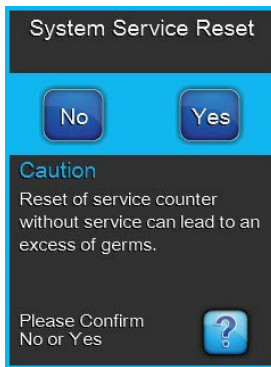 System Service Reset
No Yes
Caution
Reset of service counter
without service can lead to an
excess of germs.
Please Confirm
No or Yes
?